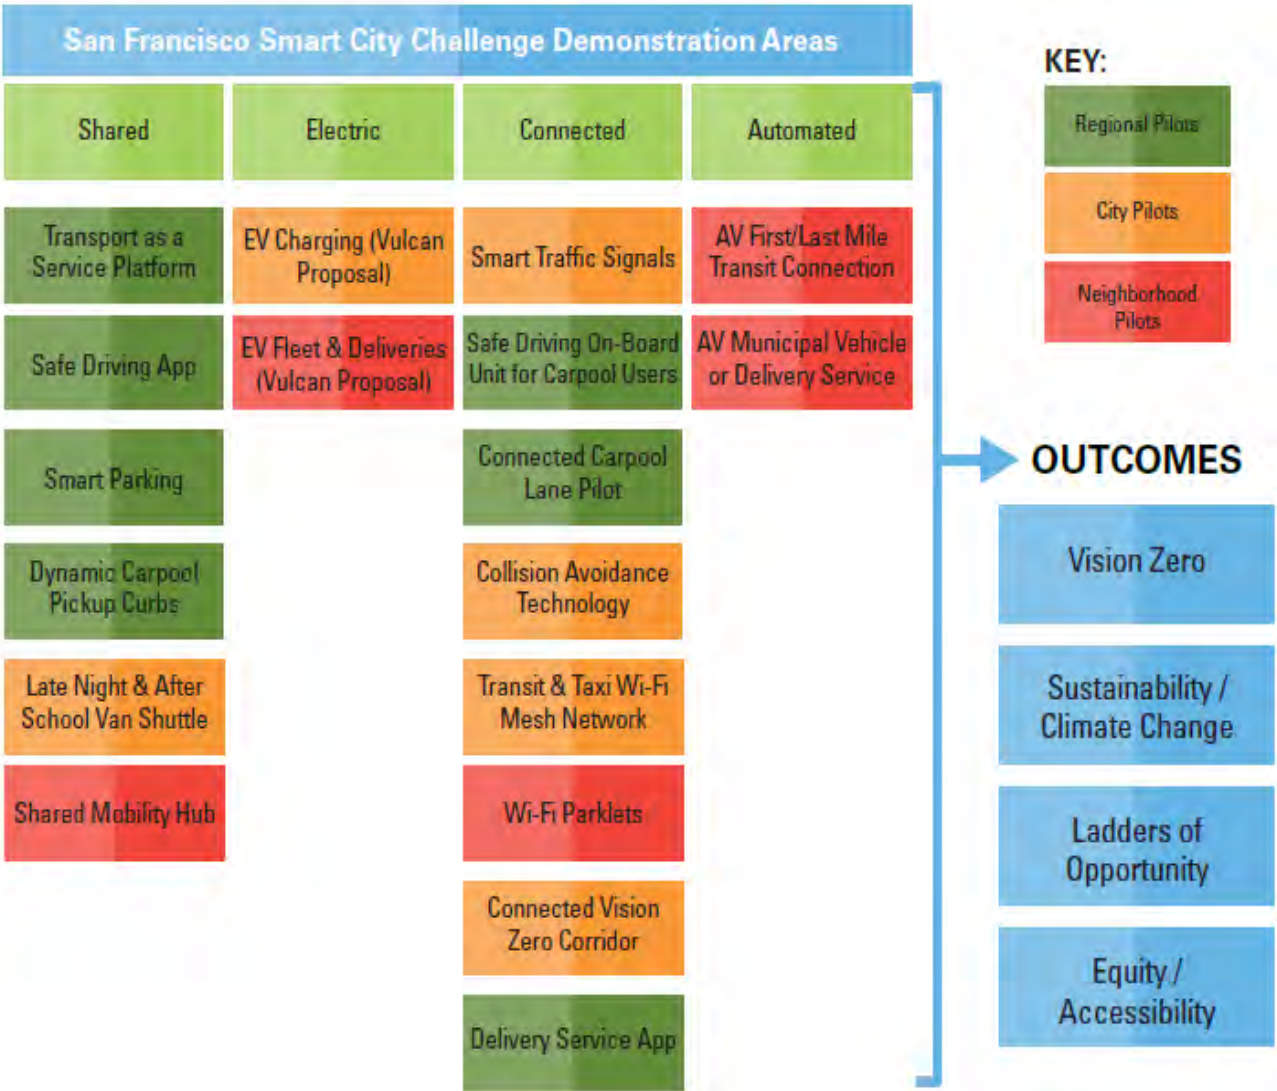 San Francisco Smart City Challenge Demonstration Areas
Shared
Electric
Connected
Automated
Transport as a
Service Platform
EV Charging (Vulcan
Proposal)
Smart Traffic Signals
AV First/Last Mile
Transit Connection
Safe Driving App
EV Fleet & Deliveries
(Vulcan Proposal)
Safe Driving On-Board
Unit for Carpool Users
AV Municipal Vehicle
or Delivery Service
Smart Parking
Connected Carpool
Lane Pilot
Dynamic Carpool
Pickup Curbs
Collision Avoidance
Technology
Late Night & After
School Van Shuttle
Transit & Taxi Wi-Fi
Mesh Network
Shared Mobility Hub
Wi-Fi Parklets
Connected Vision
Zero Corridor
Delivery Service App
KEY:
Regional Pilots
City Pilots
Neighborhood
Pilots
OUTCOMES
Vision Zero
Sustainability /
Climate Change
Ladders of
Opportunity
Equity /
Accessibility